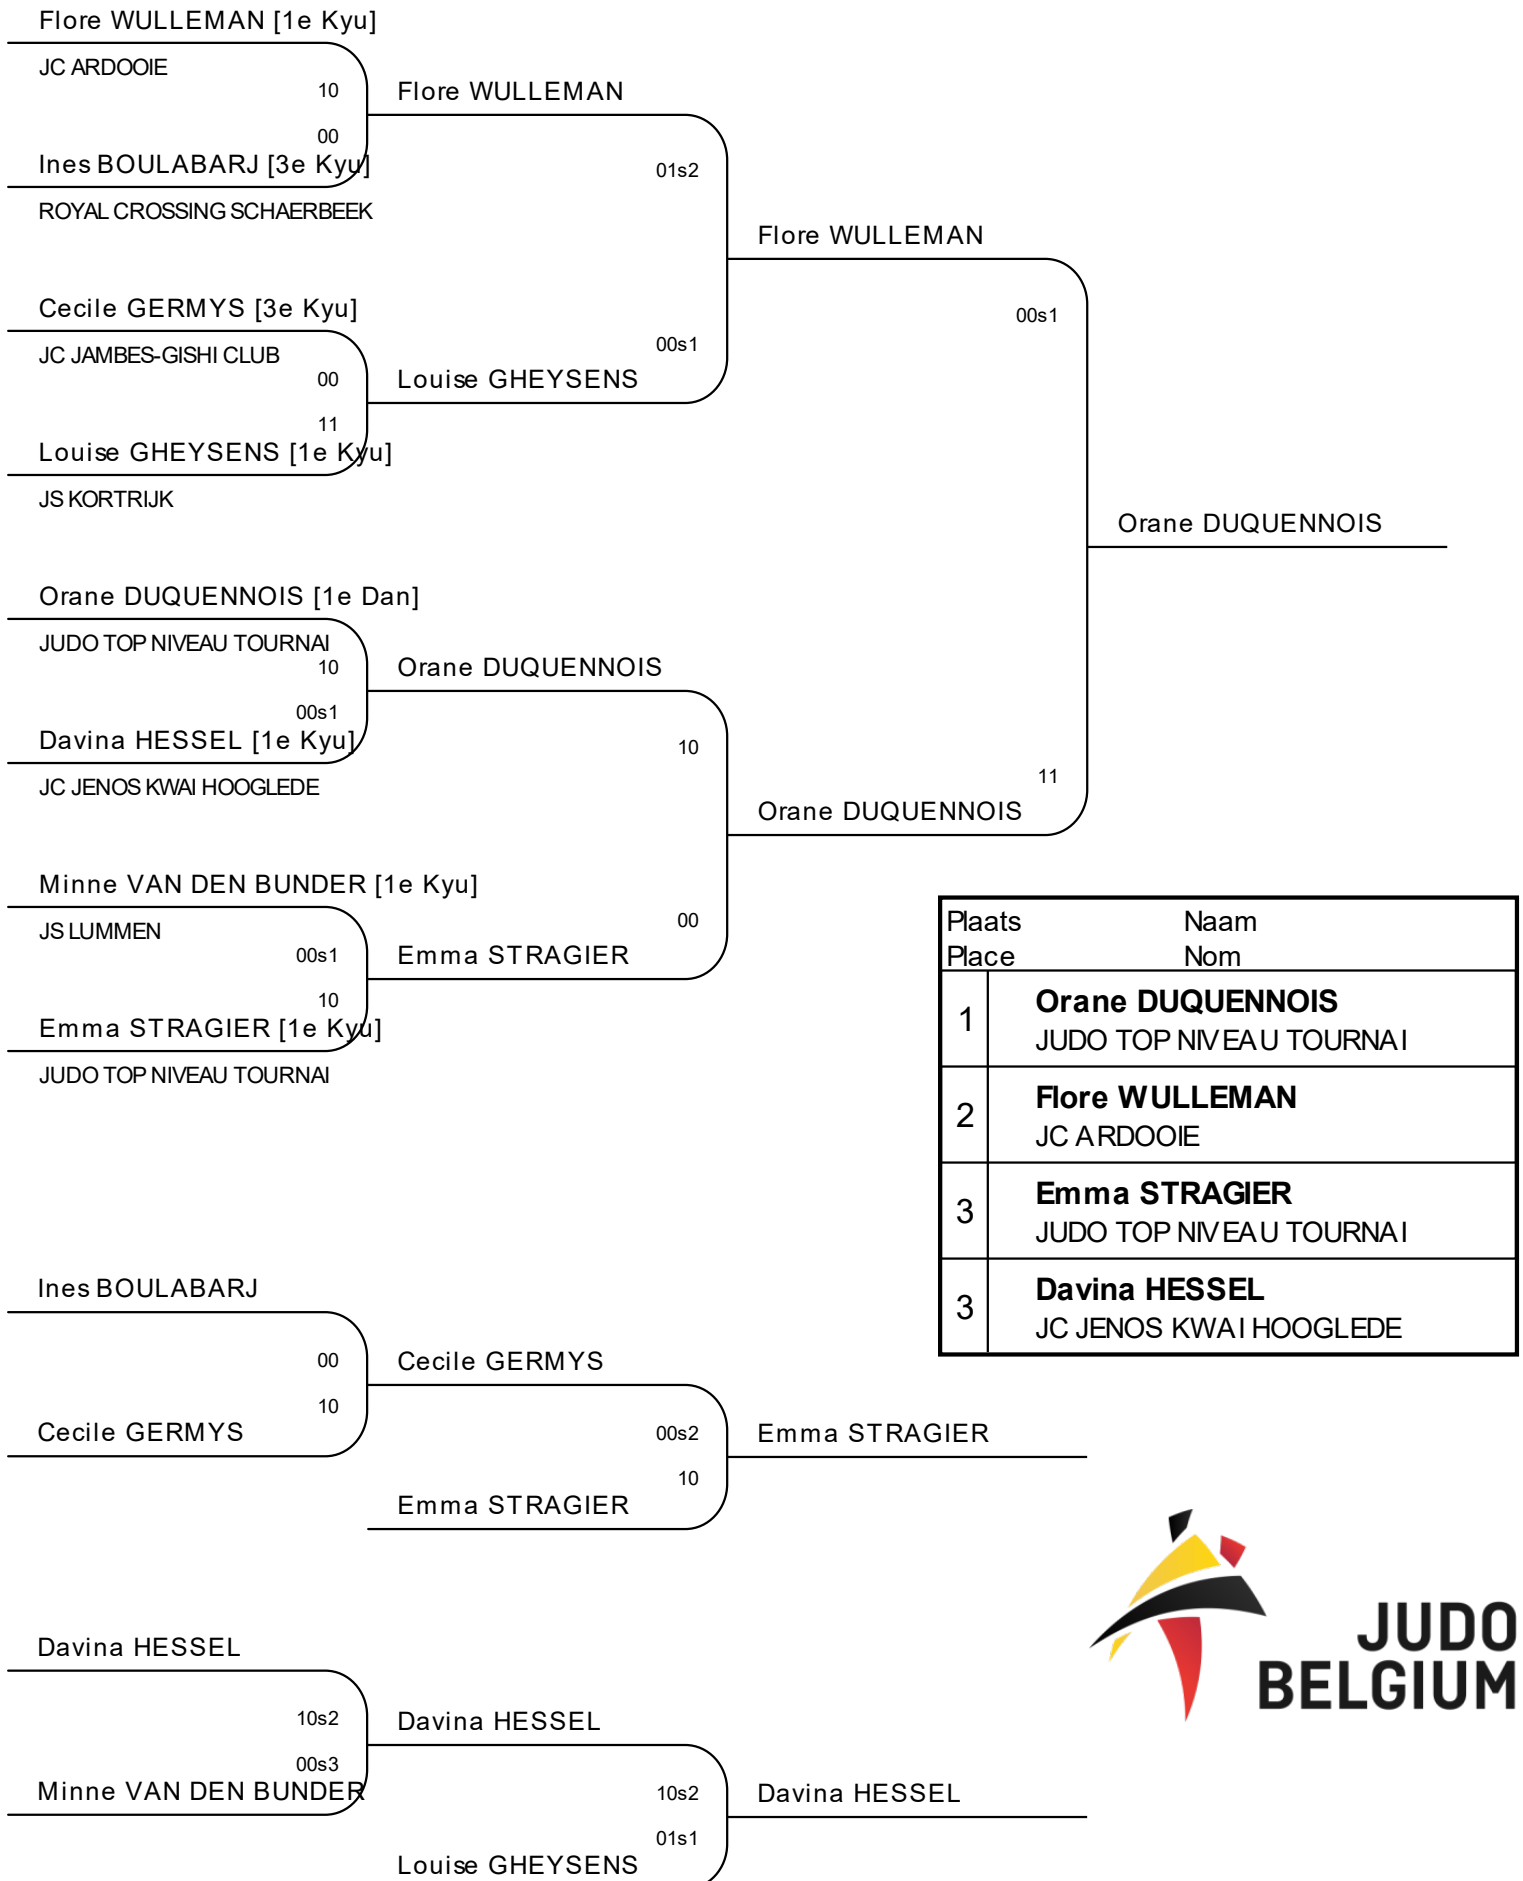 Flore WULLEMAN [1e Kyu]
JC ARDOOIE
10
Flore WULLEMAN
00
Ines BOULABARJ [3e Kyu]
01s2
ROYAL CROSSING SCHAERBEEK
Flore WULLEMAN
Cecile GERMYS [3e Kyu]
00s1
JC JAMBES-GISHI CLUB
00s1
00
Louise GHEYSENS
11
Louise GHEYSENS [1e Kyu]
JS KORTRIJK
Orane DUQUENNOIS
Orane DUQUENNOIS [1e Dan]
JUDO TOP NIVEAU TOURNAI
10
Orane DUQUENNOIS
00s1
Davina HESSEL [1e Kyu]
10
JC JENOS KWAI HOOGLEDE
11
Orane DUQUENNOIS
Minne VAN DEN BUNDER [1e Kyu]
JS LUMMEN
00
00s1
Emma STRAGIER
10
Emma STRAGIER [1e Kyu]
JUDO TOP NIVEAU TOURNAI
Plaats Naam
Place Nom
1 Orane DUQUENNOIS
JUDO TOP NIVEAU TOURNAI
2 Flore WULLEMAN
JC ARDOOIE
3 Emma STRAGIER
JUDO TOP NIVEAU TOURNAI
3 Davina HESSEL
JC JENOS KWAI HOOGLEDE
Ines BOULABARJ
00
Cecile GERMYS
10
Cecile GERMYS
00s2
Emma STRAGIER
10
Emma STRAGIER
Davina HESSEL
10s2
Davina HESSEL
00s3
Minne VAN DEN BUNDER
10s2
Davina HESSEL
01s1
Louise GHEYSENS
JUDO
BELGIUM